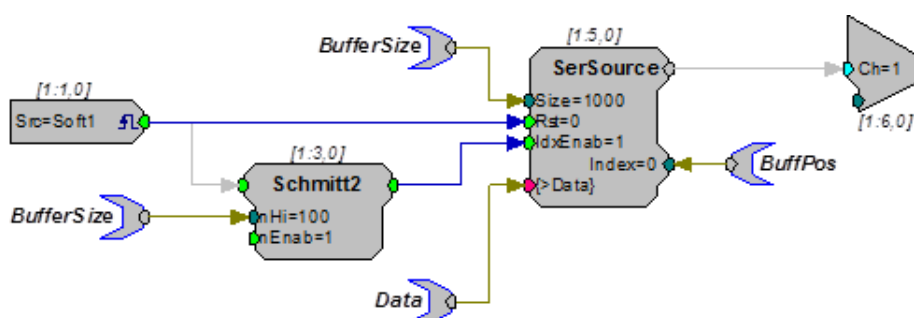 BufferSize
[1:5,0]
SerSource
Ch=1
[1:1,0]
Size=1000
Src=Soft1
Rst=0
[1:6,0]
[1:3,0]
IdxEnab=1
Index=0
BuffPos
Schmitt2
{>Data}
BufferSize
nHi=100
nEnab=1
Data